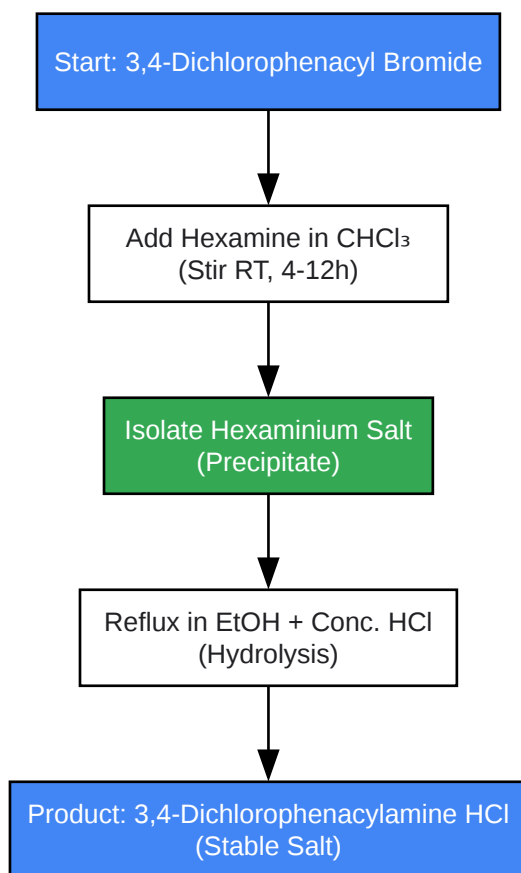 Start: 3,4-Dichlorophenacyl Bromide
Add Hexamine in CHCl₃
(Stir RT, 4-12h)
Isolate Hexaminium Salt
(Precipitate)
Reflux in EtOH + Conc. HCl
(Hydrolysis)
Product: 3,4-Dichlorophenacylamine HCl
(Stable Salt)